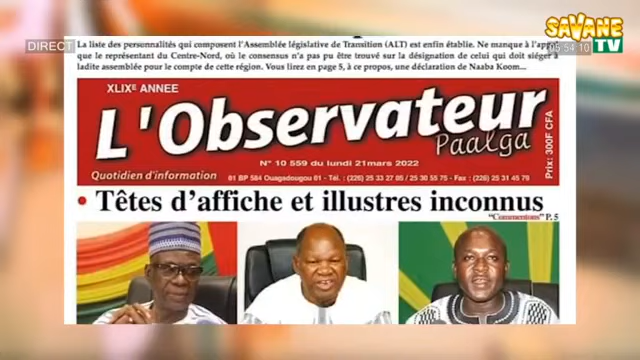 DIRECT
SAVANE
05:54:10
TV
La liste des personnalités qui composent l'Assemblée législative de Transition (ALT) est enfin établie. Ne manque à l'appel
que le représentant du Centre-Nord, où le consensus n'a pas pu être trouvé sur la désignation de celui qui doit siéger à
ladite assemblée pour le compte de cette région. Vous lirez en page 5, à ce propos, une déclaration de Naaba Koom...
XLIXE ANNEE
L'Observateur
Paalga
N° 10 559 du lundi 21mars 2022
Prix: 300F CFA
Quotidien d'information
01 BP 584 Ouagadougou 01 - Tél. : (226) 25 33 27 05/ 25 30 55 75 - Fax : (226) 25 31 45 79
• Têtes d'affiche et illustres inconnus
"Commentons" P. 5